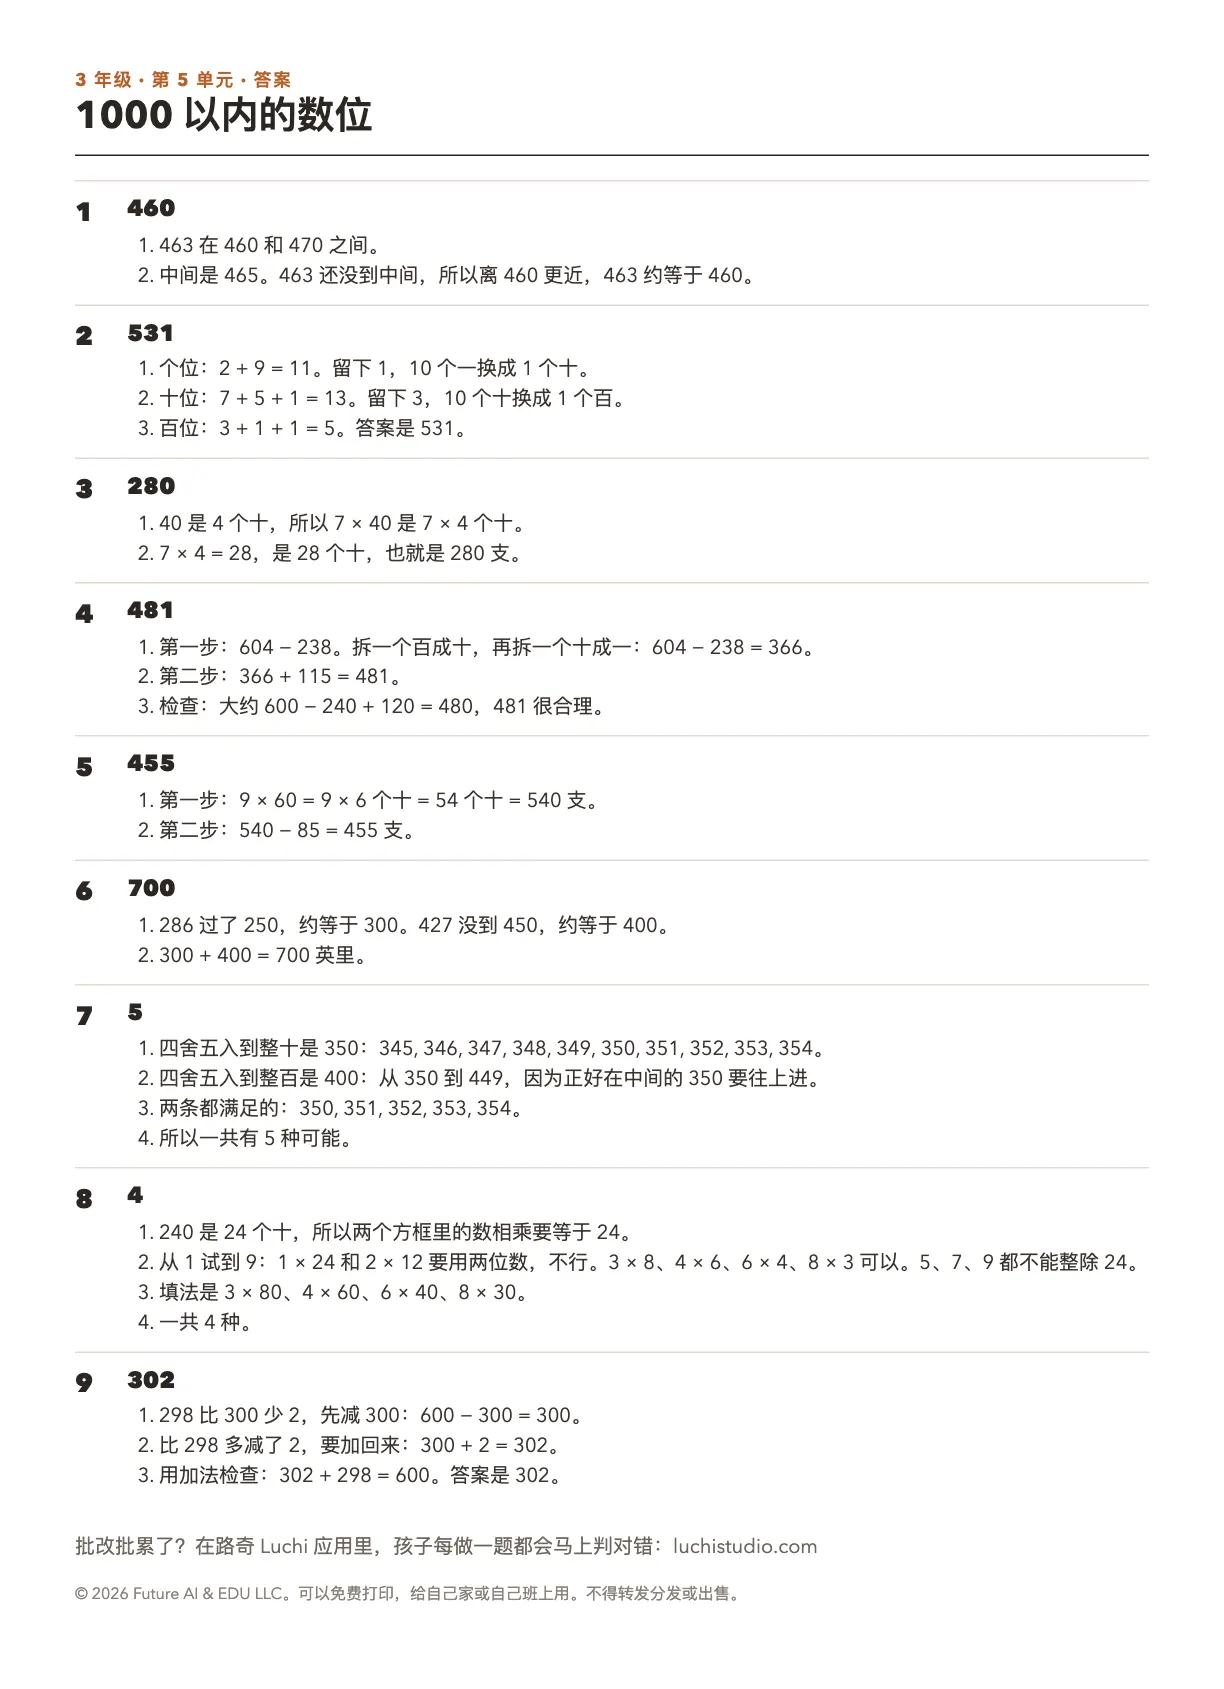 3 年级 · 第 5 单元 · 答案
1000 以内的数位
1 460
1. 463 在 460 和 470 之间。
2. 中间是 465。463 还没到中间，所以离 460 更近，463 约等于 460。
2 531
1. 个位：2 + 9 = 11。留下 1，10 个一换成 1 个十。
2. 十位：7 + 5 + 1 = 13。留下 3，10 个十换成 1 个百。
3. 百位：3 + 1 + 1 = 5。答案是 531。
3 280
1. 40 是 4 个十，所以 7 × 40 是 7 × 4 个十。
2. 7 × 4 = 28，是 28 个十，也就是 280 支。
4 481
1. 第一步：604 – 238。拆一个百成十，再拆一个十成一：604 – 238 = 366。
2. 第二步：366 + 115 = 481。
3. 检查：大约 600 – 240 + 120 = 480，481 很合理。
5 455
1. 第一步：9 × 60 = 9 × 6 个十 = 54 个十 = 540 支。
2. 第二步：540 – 85 = 455 支。
6 700
1. 286 过了 250，约等于 300。427 没到 450，约等于 400。
2. 300 + 400 = 700 英里。
7 5
1. 四舍五入到整十是 350：345, 346, 347, 348, 349, 350, 351, 352, 353, 354。
2. 四舍五入到整百是 400：从 350 到 449，因为正好在中间的 350 要往上进。
3. 两条都满足的：350, 351, 352, 353, 354。
4. 所以一共有 5 种可能。
8 4
1. 240 是 24 个十，所以两个方框里的数相乘要等于 24。
2. 从 1 试到 9：1 × 24 和 2 × 12 要用两位数，不行。3 × 8、4 × 6、6 × 4、8 × 3 可以。5、7、9 都不能整除 24。
3. 填法是 3 × 80、4 × 60、6 × 40、8 × 30。
4. 一共 4 种。
9 302
1. 298 比 300 少 2，先减 300：600 – 300 = 300。
2. 比 298 多减了 2，要加回来：300 + 2 = 302。
3. 用加法检查：302 + 298 = 600。答案是 302。
批改批累了？在路奇 Luchi 应用里，孩子每做一题都会马上判对错：luchistudio.com
© 2026 Future AI & EDU LLC。可以免费打印，给自己家或自己班上用。不得转发分发或出售。